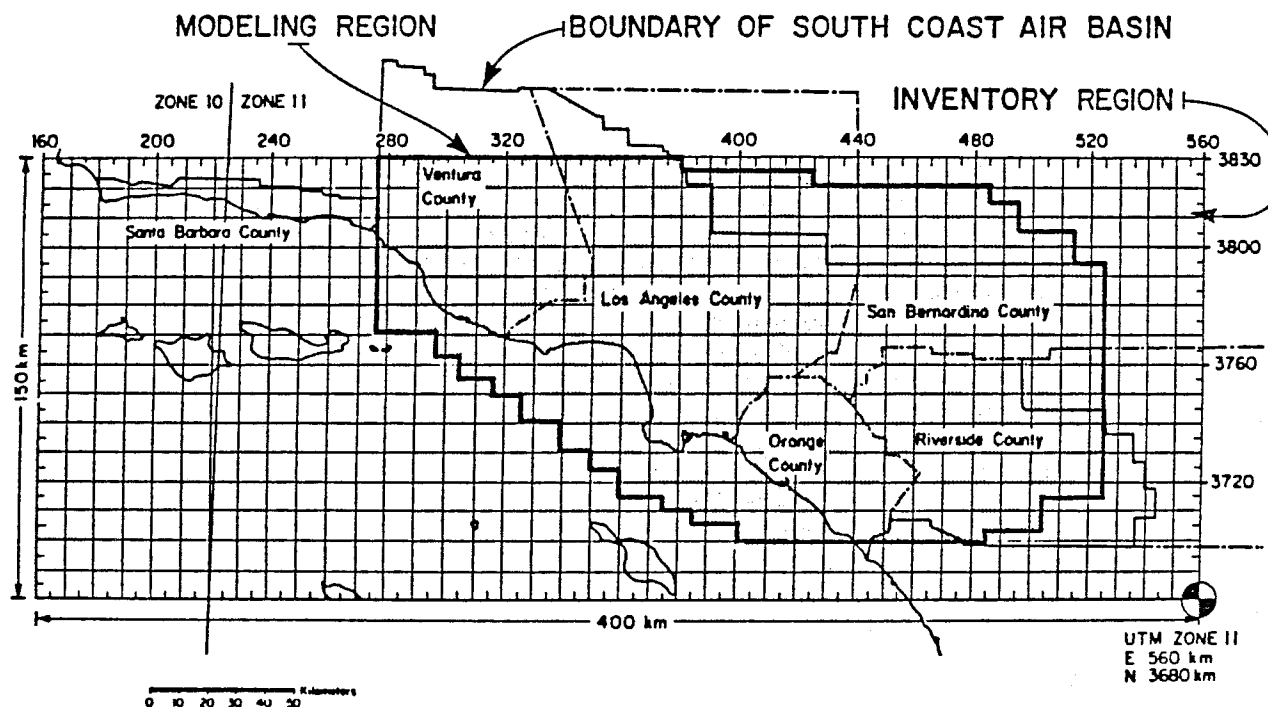 MODELING REGION
BOUNDARY OF SOUTH COAST AIR BASIN
ZONE 10 ZONE 11
INVENTORY REGION
160 200 240 280 320 400 440 480 520 560
3830
Ventura
County
Santa Barbara County
3800
Los Angeles County
San Bernardino County
3760
150 km
Orange
County
Riverside County
3720
400 km
UTM ZONE 11
E 560 km
N 3680km
Kilometers
0 10 20 30 40 50